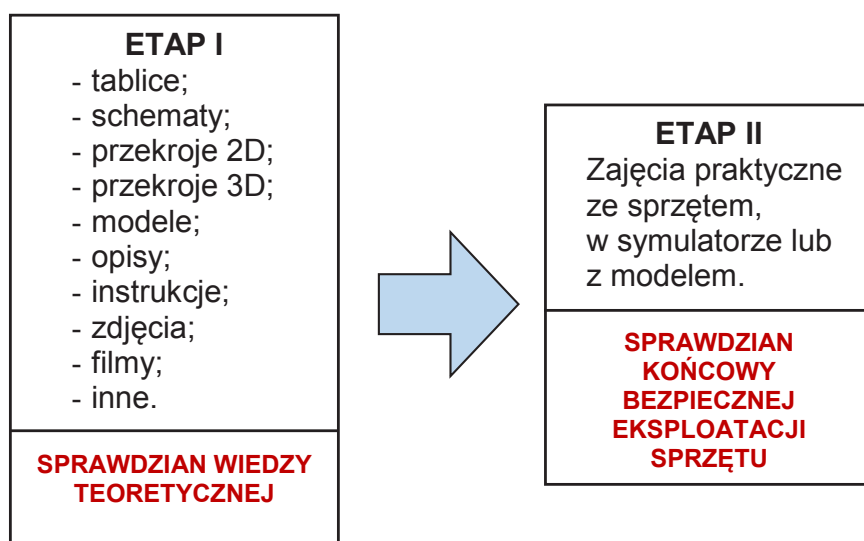 ETAP I
- tablice;
- schematy;
- przekroje 2D;
- przekroje 3D;
- modele;
- opisy;
- instrukcje;
- zdjęcia;
- filmy;
- inne.
SPRAWDZIAN WIEDZY
TEORETYCZNEJ
ETAP II
Zajęcia praktyczne
ze sprzętem,
w symulatorze lub
z modelem.
SPRAWDZIAN
KOŃCOWY
BEZPIECZNEJ
EKSPLOATACJI
SPRZĘTU